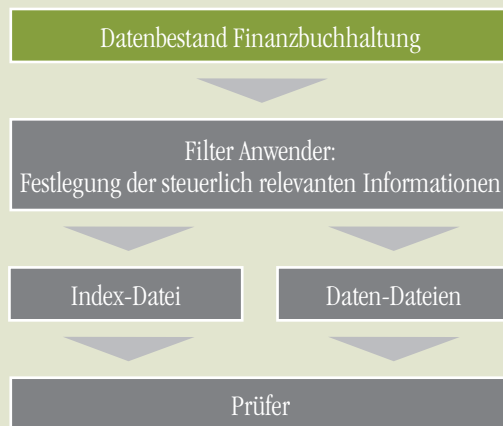 Datenbestand Finanzbuchhaltung
Filter Anwender:
Festlegung der steuerlich relevanten Informationen
Index-Datei
Daten-Dateien
Prüfer